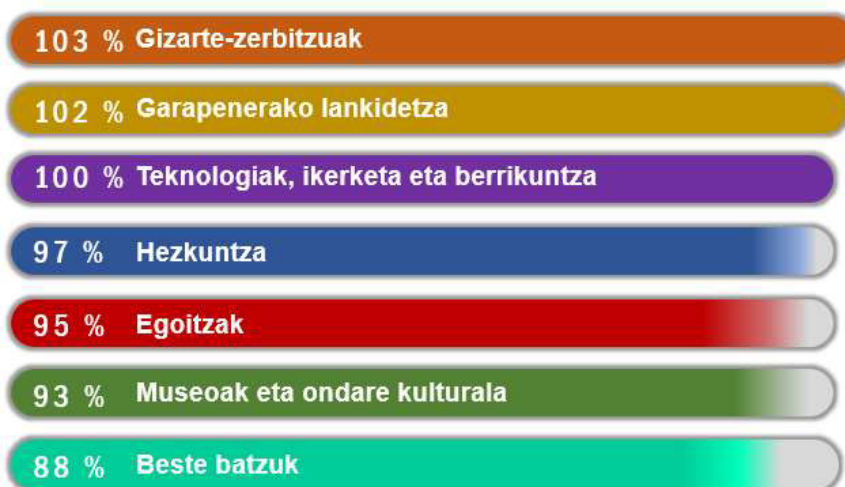 103 % Gizarte-zerbitzuak
102 % Garapenerako lankidetza
100 % Teknologiak, ikerketa eta berrikuntza
97 % Hezkuntza
95 % Egoitzak
93 % Museoak eta ondare kulturala
88 % Beste batzuk